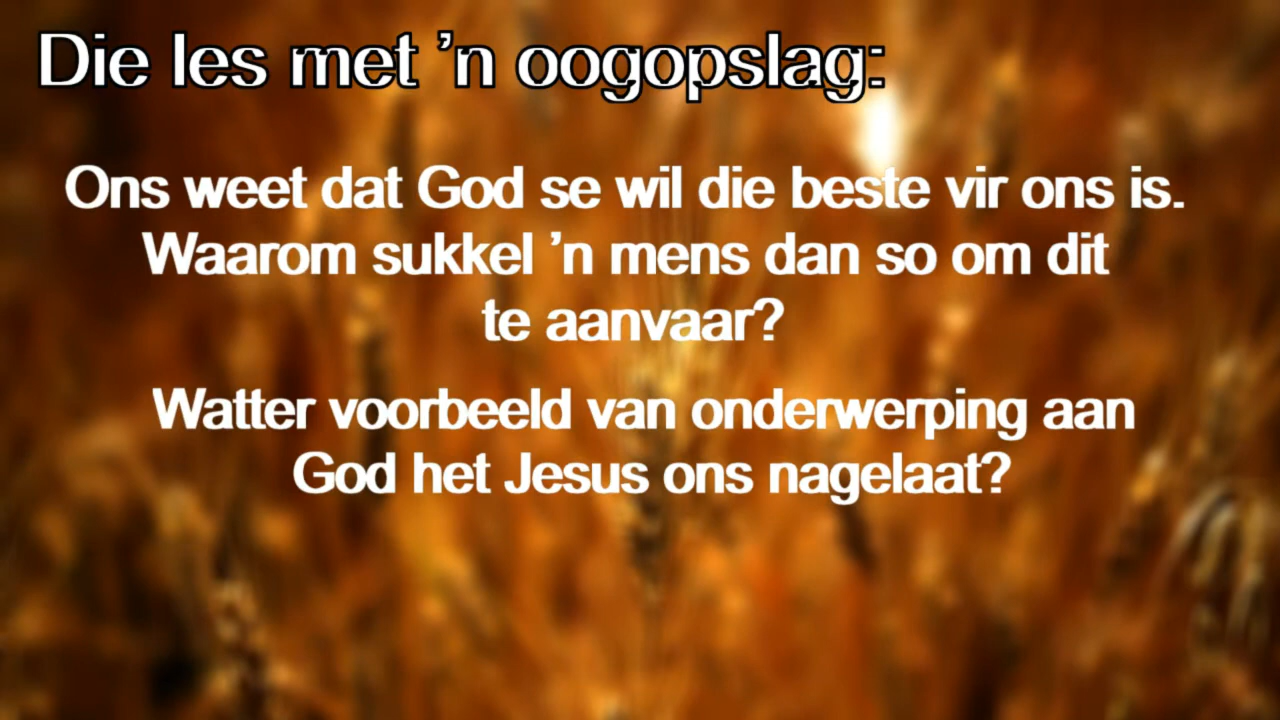 Die les met ’n oogopslag:
Ons weet dat God se wil die beste vir ons is.
Waarom sukkel ’n mens dan so om dit
te aanvaar?
Watter voorbeeld van onderwerping aan
God het Jesus ons nagelaat?